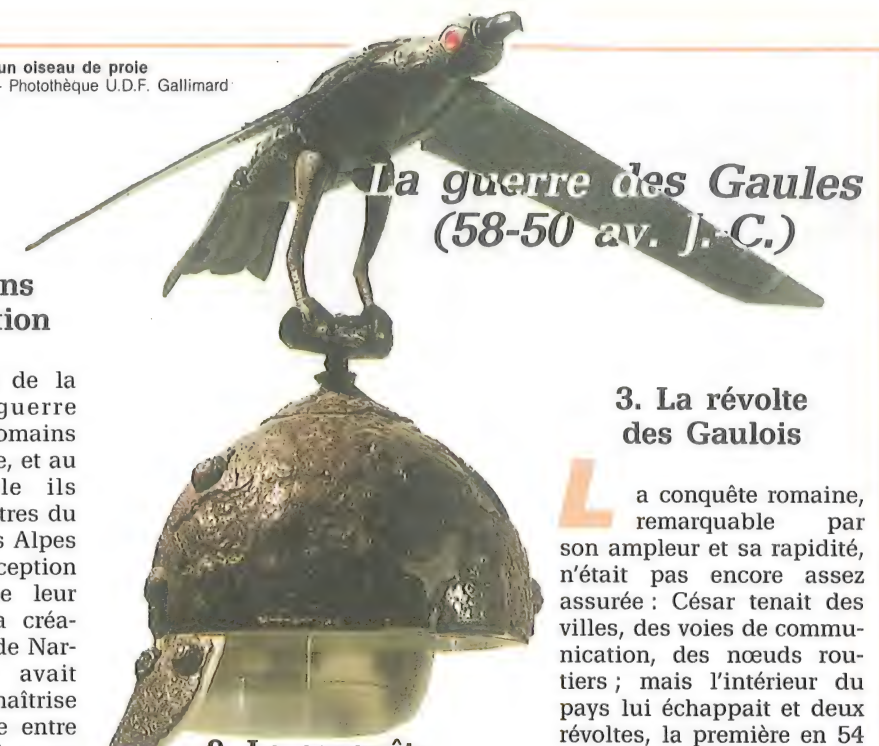 un oiseau de proie
- Photothèque U.D.F. Gallimard
La guerre des Gaules
(58-50 av. J.-C.)
ns
tion
de la
guerre
omains
e, et au
le ils
tres du
s Alpes
ception
e leur
a créa-
de Nar-
avait
maîtrise
e entre
3. La révolte
des Gaulois
La conquête romaine,
remarquable par
son ampleur et sa rapidité,
n'était pas encore assez
assurée : César tenait des
villes, des voies de commu-
nication, des nœuds rou-
tiers ; mais l'intérieur du
pays lui échappait et deux
révoltes, la première en 54